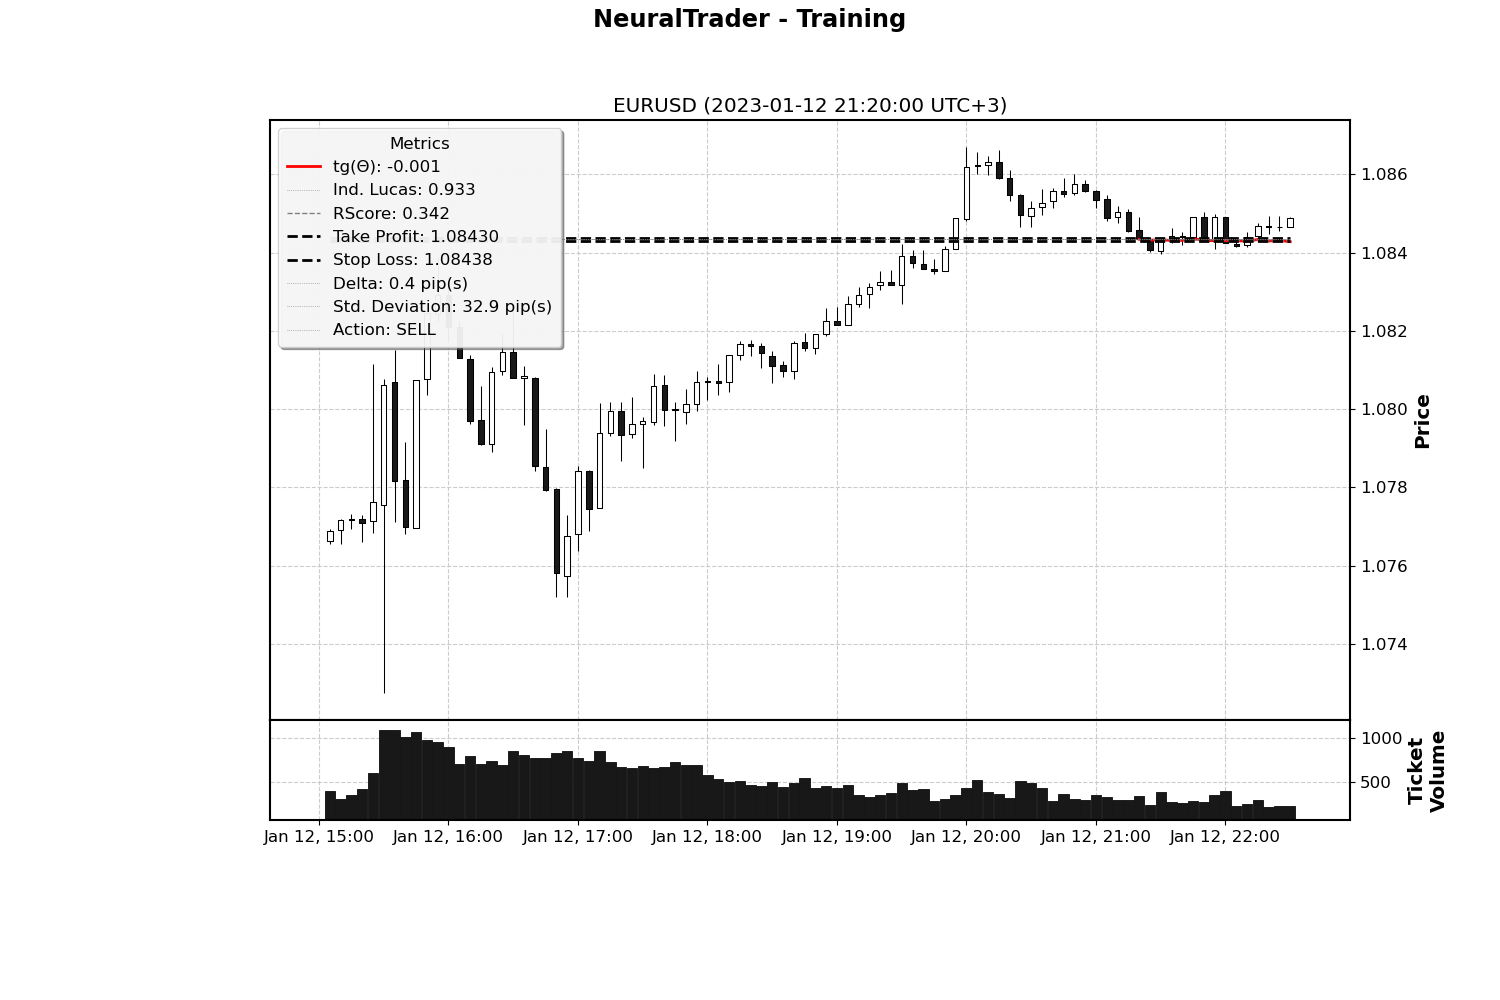 NeuralTrader - Training
EURUSD (2023-01-12 21:20:00 UTC+3)
Metrics
tg(Θ): -0.001
Ind. Lucas: 0.933
RScore: 0.342
Take Profit: 1.08430
Stop Loss: 1.08438
Delta: 0.4 pip(s)
Std. Deviation: 32.9 pip(s)
Action: SELL
1.086
1.084
1.082
1.080
1.078
1.076
1.074
Price
1000
500
Ticket
Volume
Jan 12, 15:00
Jan 12, 16:00
Jan 12, 17:00
Jan 12, 18:00
Jan 12, 19:00
Jan 12, 20:00
Jan 12, 21:00
Jan 12, 22:00